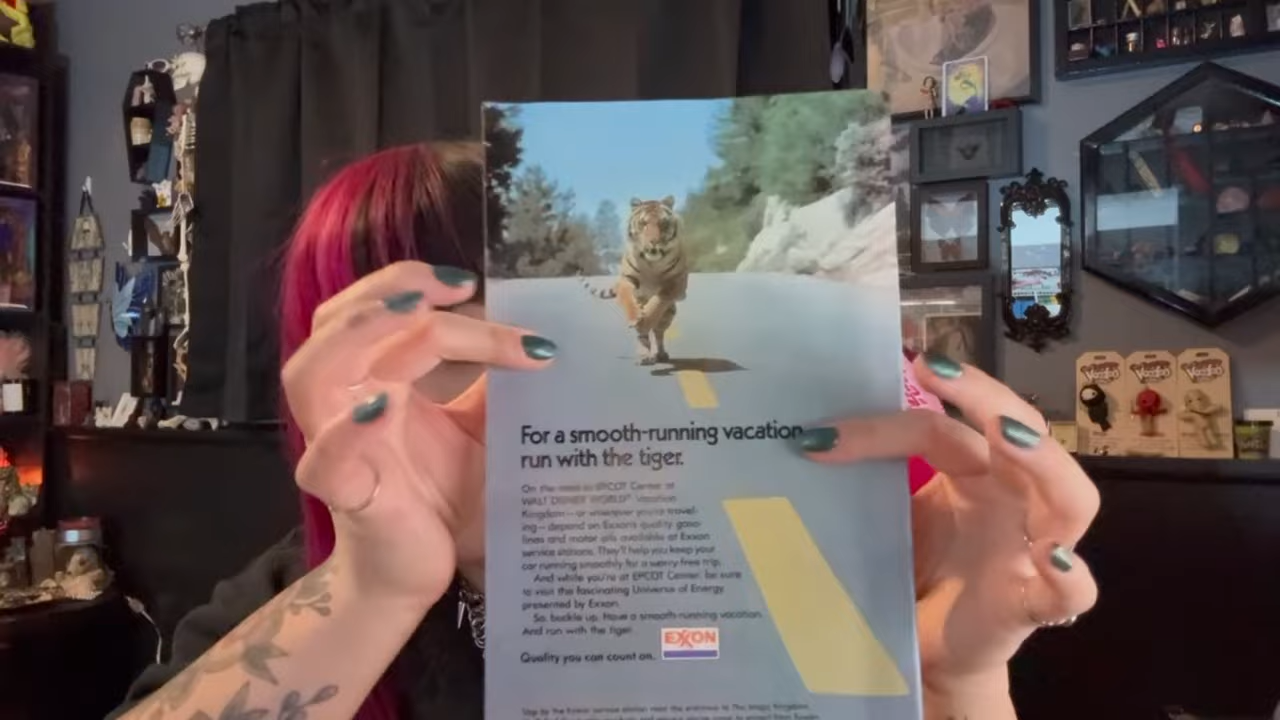 For a smooth-running vacation
run with the tiger.
On the road to EPCOT Center at
WALT DISNEY WORLD® Vacation
Kingdom—or wherever you're travel-
ing—depend on Exxon's quality gaso-
lines and motor oils available at Exxon
service stations. They'll help you keep your
car running smoothly for a worry-free trip.
And while you're at EPCOT Center, be sure
to visit the fascinating Universe of Energy
presented by Exxon.
So, buckle up. Have a smooth-running vacation.
And run with the tiger.
Quality you can count on.
EXXON
Voodoo
Voodoo
Voodoo